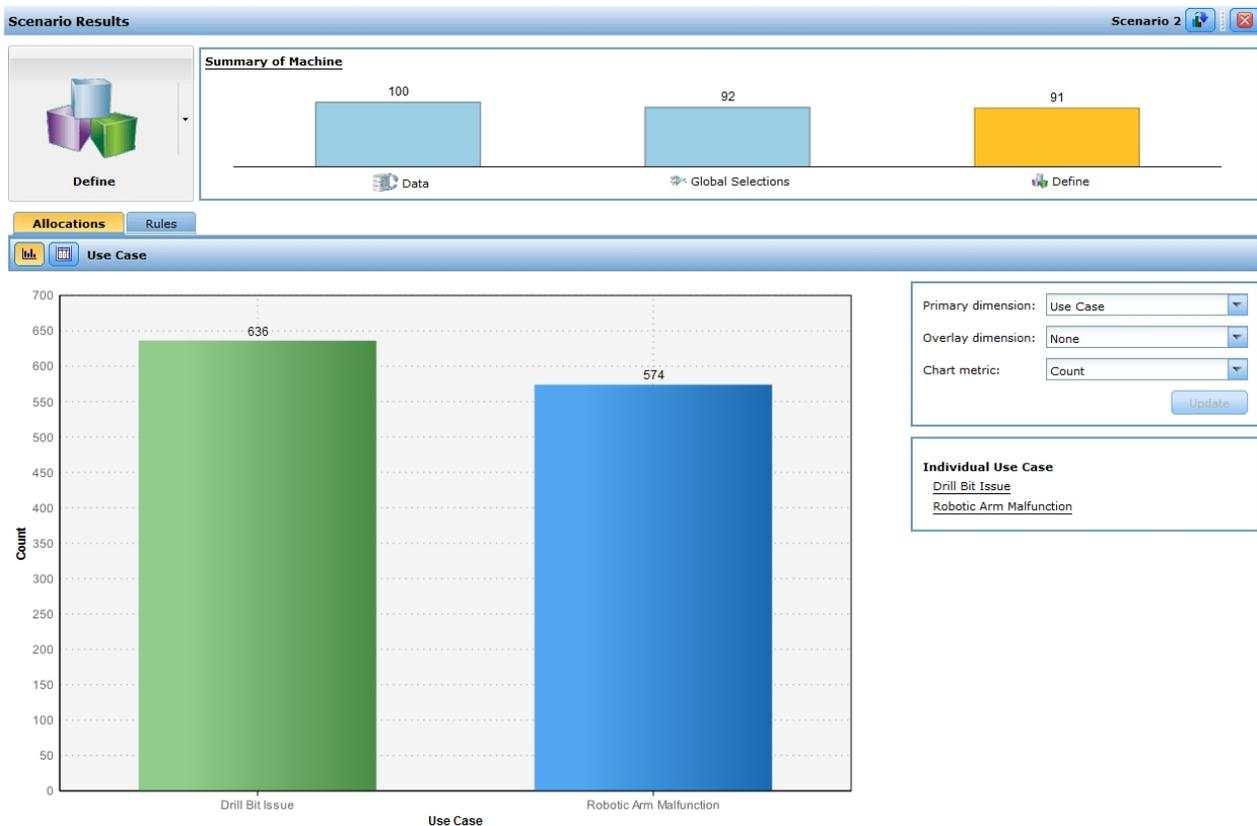 Scenario Results
Scenario 2
Define
Summary of Machine
100
92
91
Data
Global Selections
Define
Allocations
Rules
Use Case
700
650
600
550
500
450
400
350
300
250
200
150
100
50
0
Count
636
574
Drill Bit Issue
Robotic Arm Malfunction
Use Case
Primary dimension: Use Case
Overlay dimension: None
Chart metric: Count
Update
Individual Use Case
Drill Bit Issue
Robotic Arm Malfunction